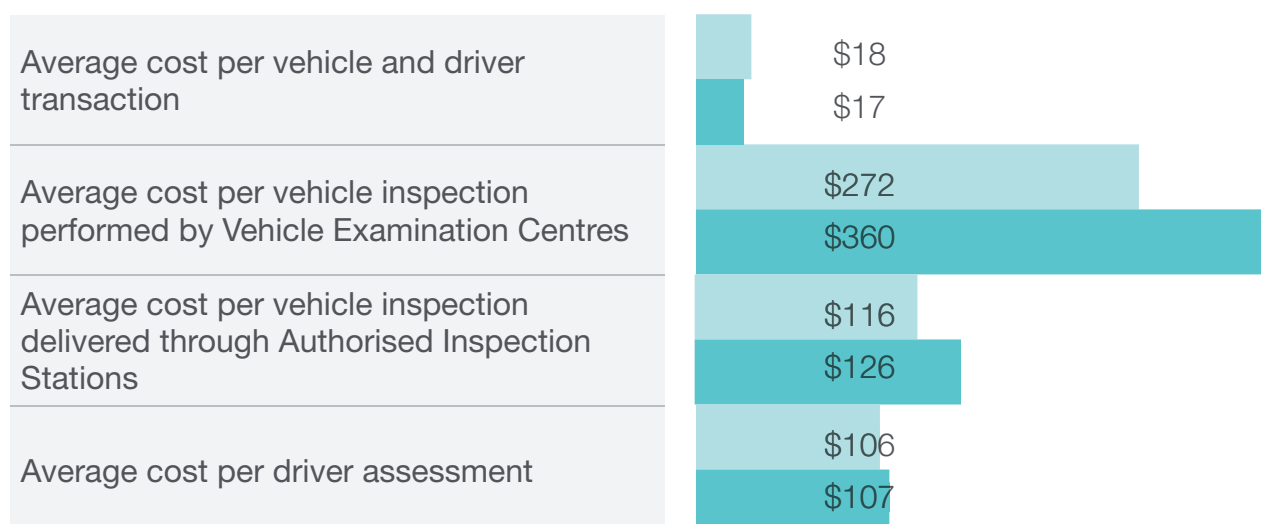 Average cost per vehicle and driver
transaction
$18
$17
Average cost per vehicle inspection
performed by Vehicle Examination Centres
$272
$360
Average cost per vehicle inspection
delivered through Authorised Inspection
Stations
$116
$126
Average cost per driver assessment
$106
$107